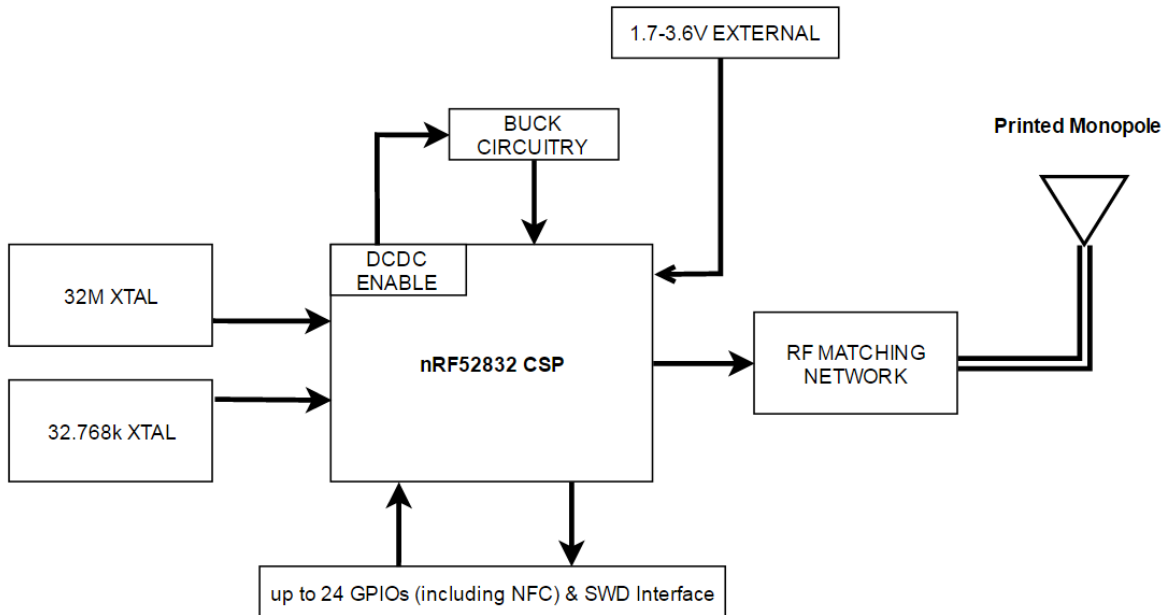 1.7-3.6V EXTERNAL
BUCK
CIRCUITRY
Printed Monopole
DCDC
ENABLE
32M XTAL
nRF52832 CSP
RF MATCHING
NETWORK
32.768k XTAL
up to 24 GPIOs (including NFC) & SWD Interface